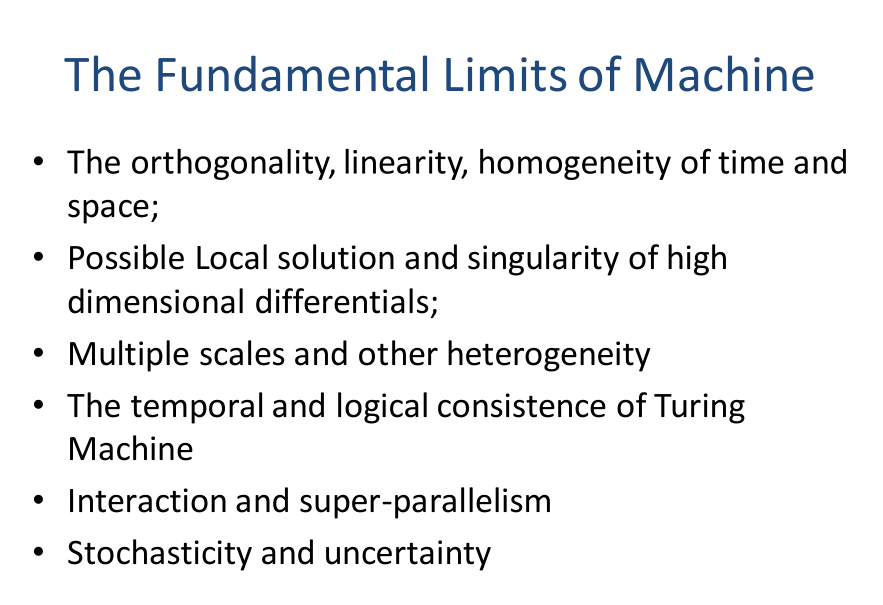 The Fundamental Limits of Machine
• The orthogonality, linearity, homogeneity of time and
space;
• Possible Local solution and singularity of high
dimensional differentials;
• Multiple scales and other heterogeneity
• The temporal and logical consistence of Turing
Machine
• Interaction and super-parallelism
• Stochasticity and uncertainty